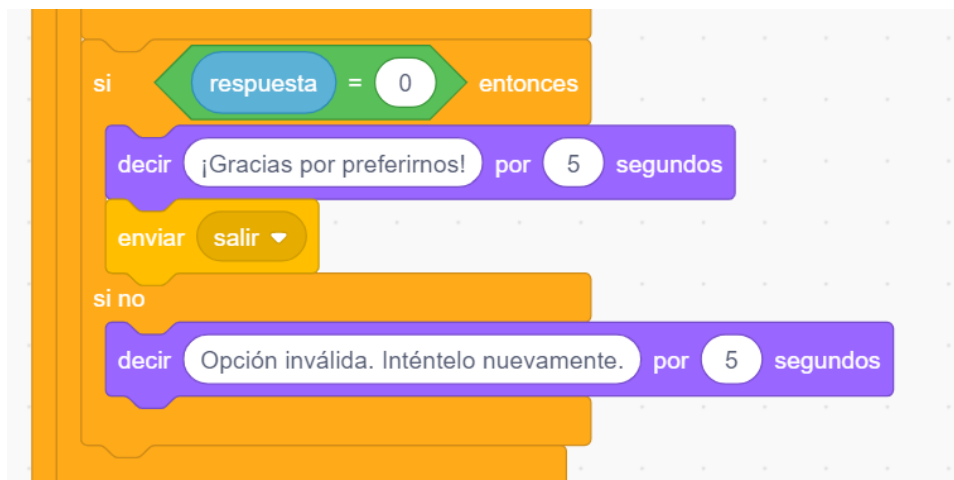 si respuesta = 0 entonces
decir ¡Gracias por preferirnos! por 5 segundos
enviar salir
si no
decir Opción inválida. Inténtelo nuevamente. por 5 segundos